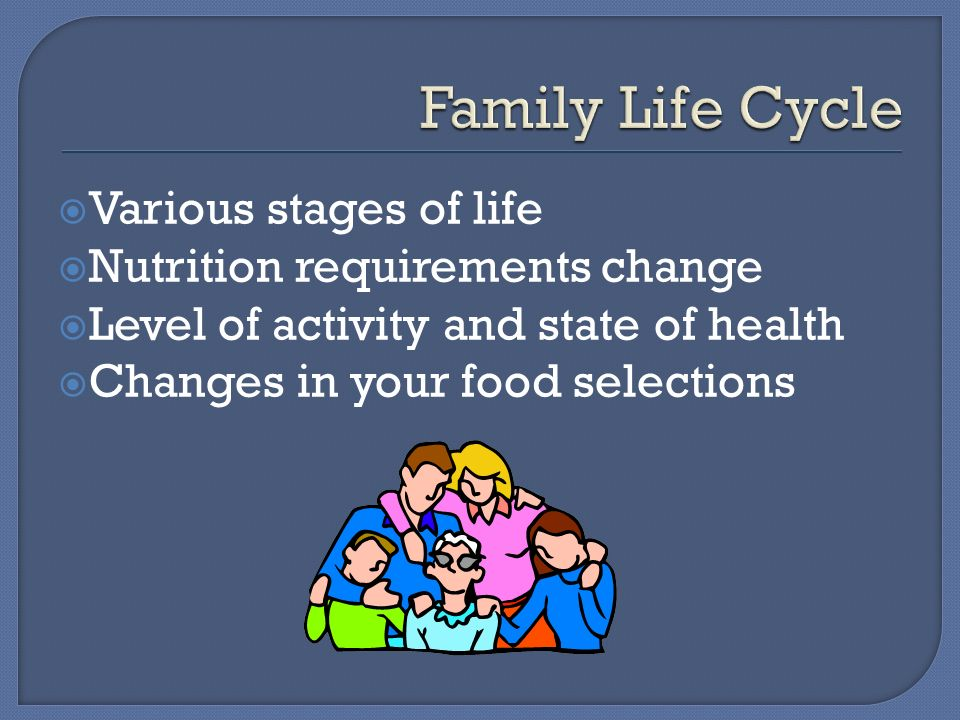 Family Life Cycle
Various stages of life
Nutrition requirements change
Level of activity and state of health
Changes in your food selections